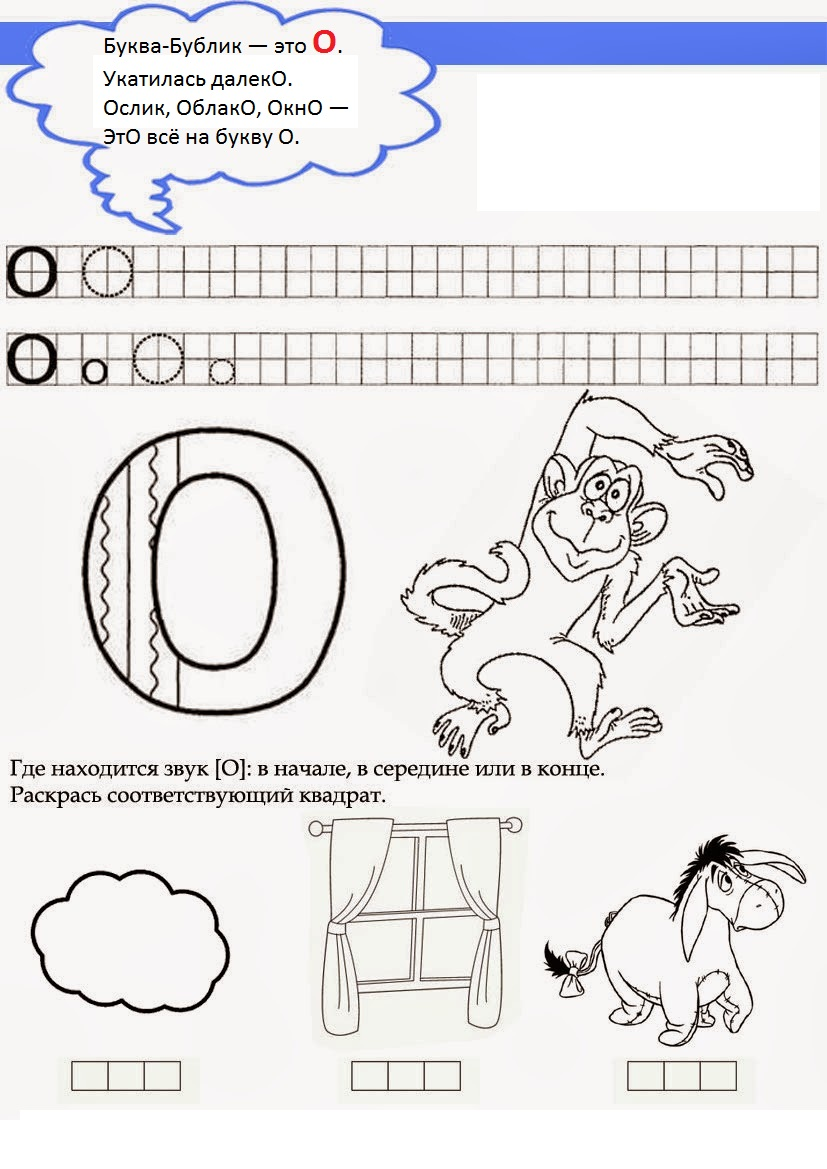 Буква-Бублик — это О.
Укатилась далекО.
Ослик, ОблакО, ОкнО —
ЭтО всё на букву О.
О О
О о О о
О
Где находится звук [О]: в начале, в середине или в конце.
Раскрась соответствующий квадрат.